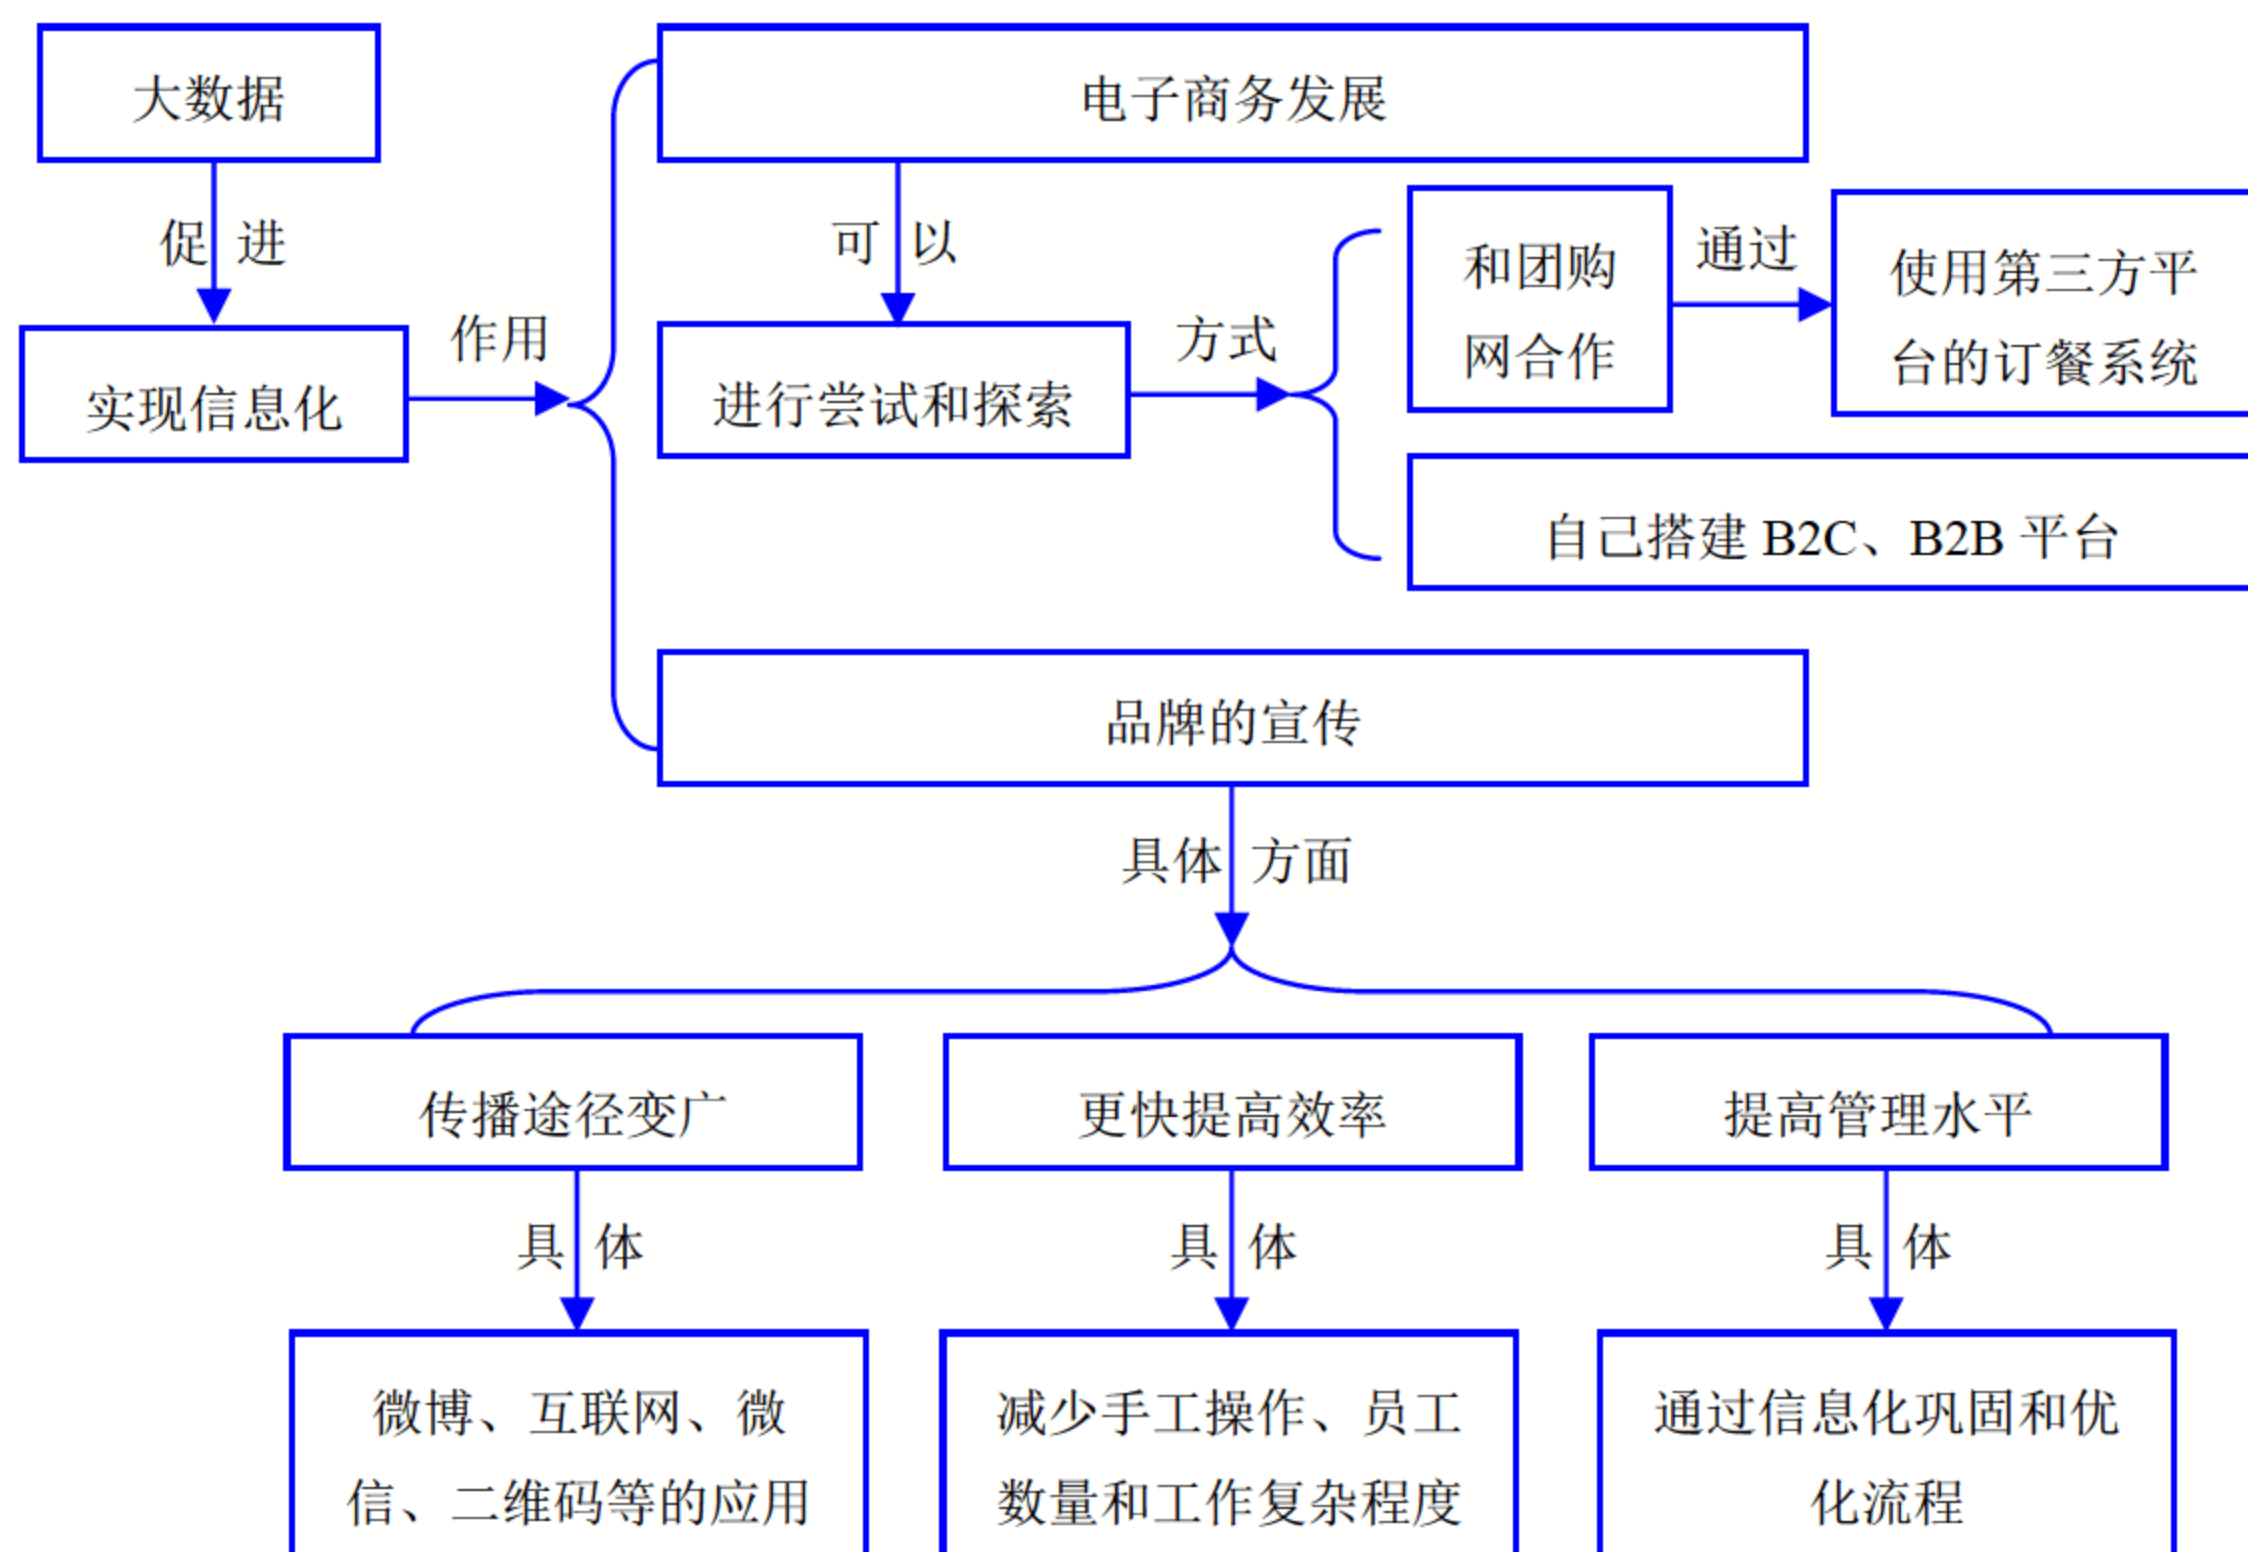 大数据
电子商务发展
促 进
可 以
和团购
网合作
通过
使用第三方平
台的订餐系统
实现信息化
作用
进行尝试和探索
方式
自己搭建 B2C、B2B 平台
品牌的宣传
具体 方面
传播途径变广
更快提高效率
提高管理水平
具 体
具 体
具 体
微博、互联网、微
信、二维码等的应用
减少手工操作、员工
数量和工作复杂程度
通过信息化巩固和优
化流程